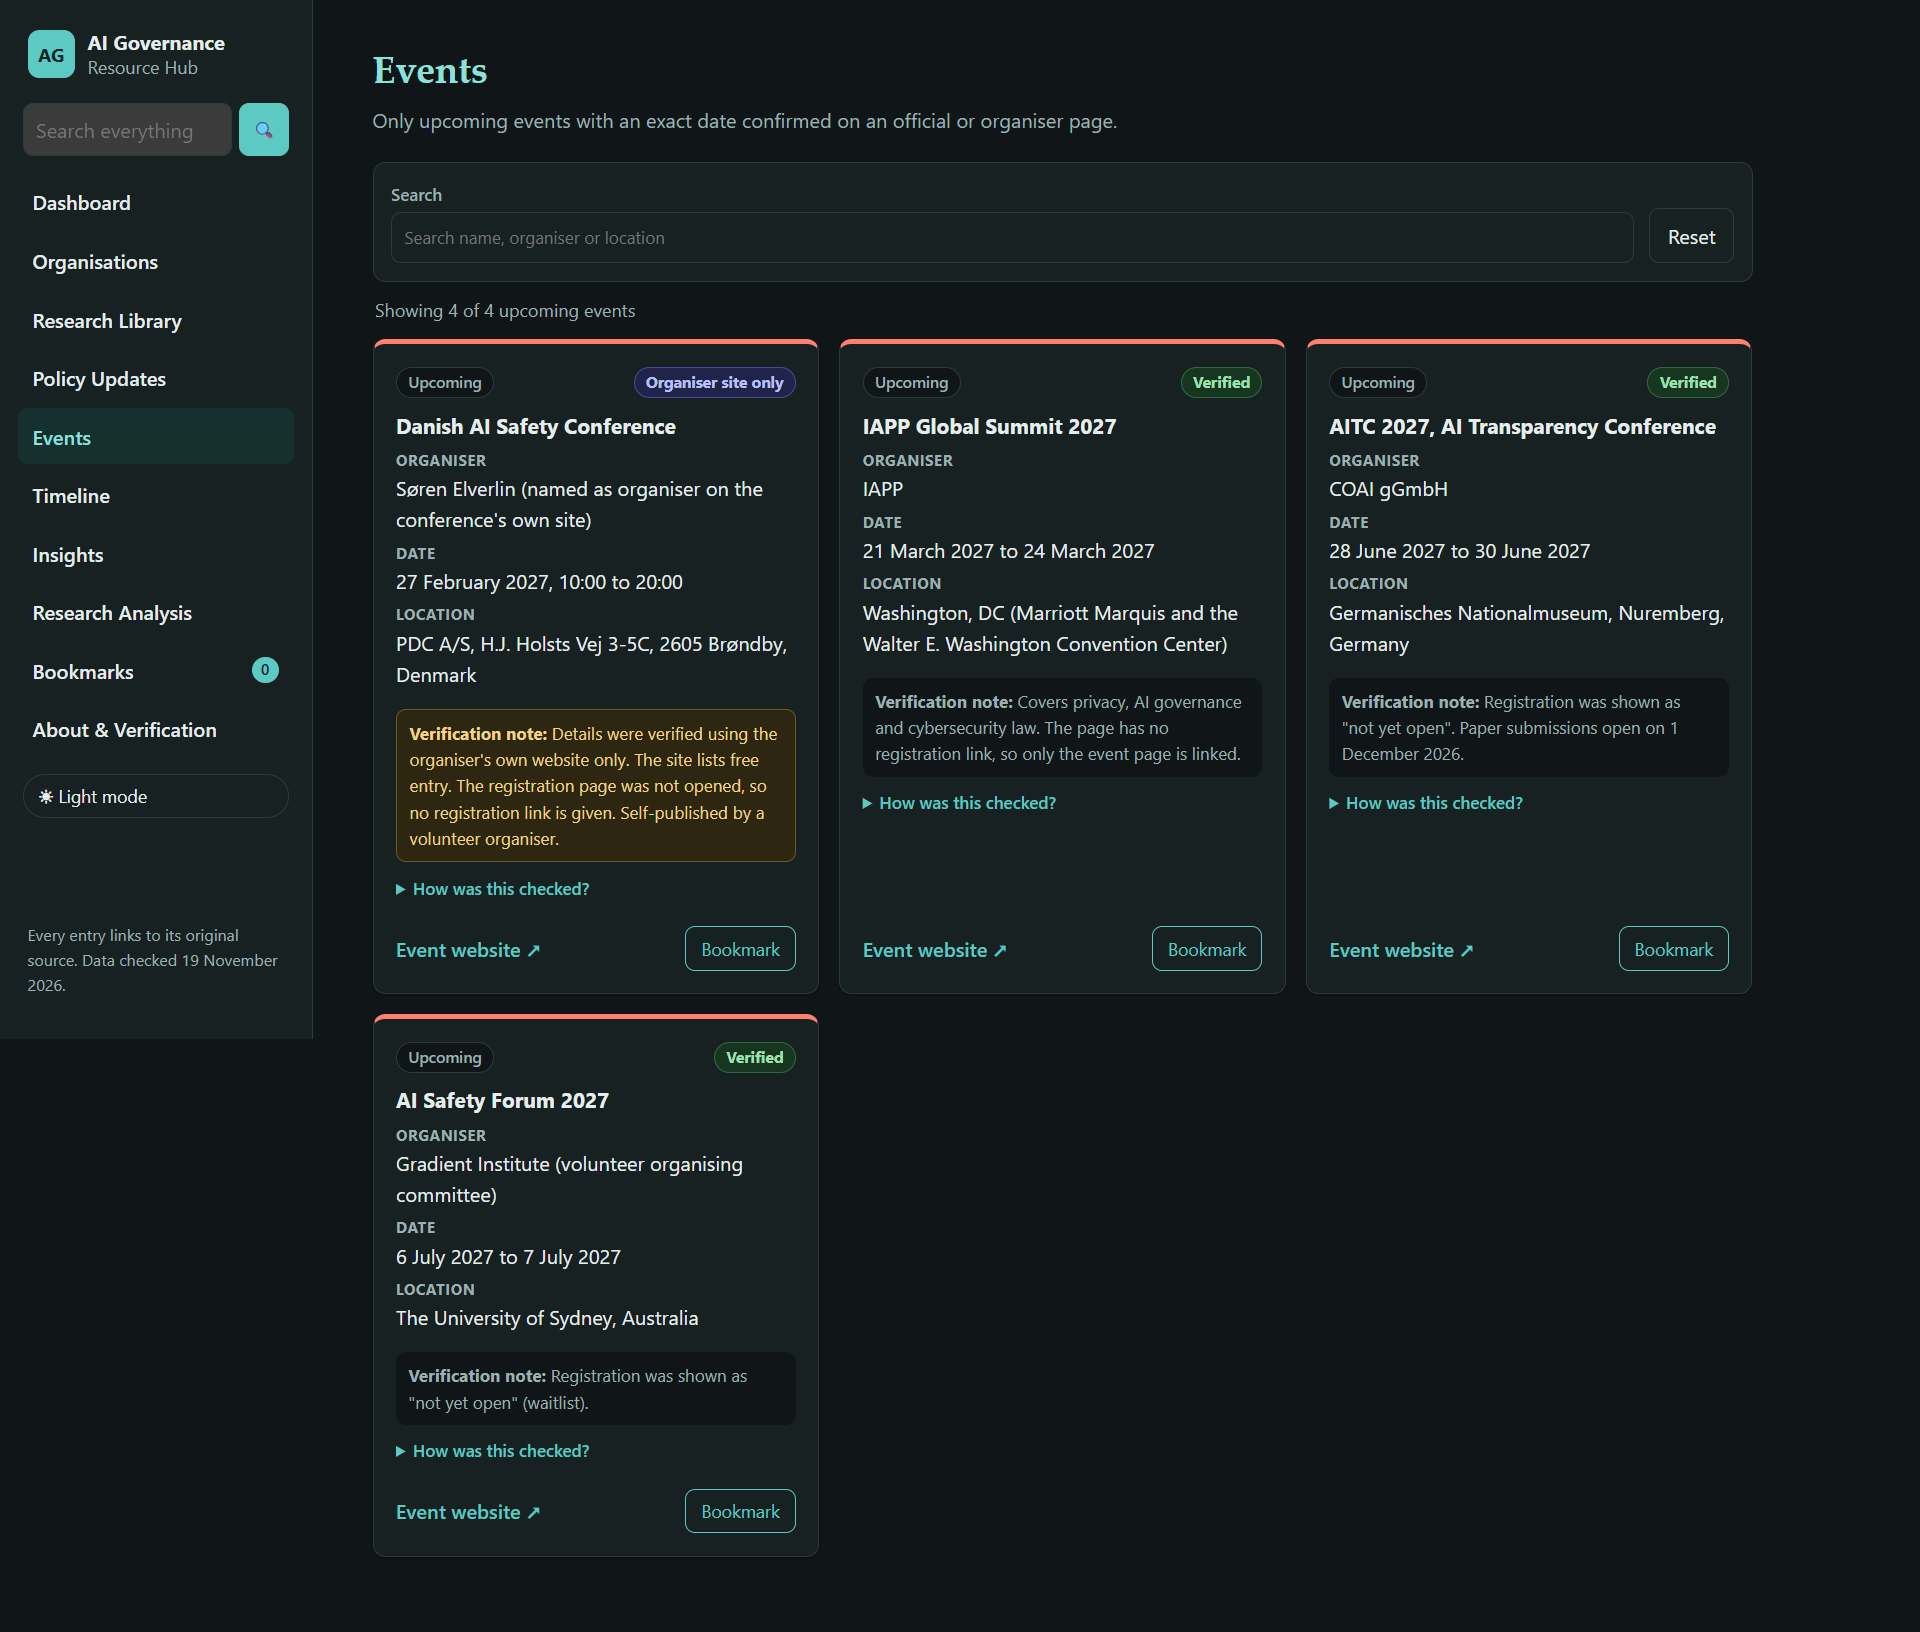 AG
AI Governance
Resource Hub
Search everything
Dashboard
Organisations
Research Library
Policy Updates
Events
Timeline
Insights
Research Analysis
Bookmarks
0
About & Verification
Light mode
Every entry links to its original
source. Data checked 19 November
2026.
Events
Only upcoming events with an exact date confirmed on an official or organiser page.
Search
Search name, organiser or location
Reset
Showing 4 of 4 upcoming events
Upcoming
Organiser site only
Danish AI Safety Conference
ORGANISER
Søren Elverlin (named as organiser on the
conference's own site)
DATE
27 February 2027, 10:00 to 20:00
LOCATION
PDC A/S, H.J. Holsts Vej 3-5C, 2605 Brøndby,
Denmark
Verification note: Details were verified using the
organiser's own website only. The site lists free
entry. The registration page was not opened, so
no registration link is given. Self-published by a
volunteer organiser.
▶ How was this checked?
Event website ↗
Bookmark
Upcoming
Verified
IAPP Global Summit 2027
ORGANISER
IAPP
DATE
21 March 2027 to 24 March 2027
LOCATION
Washington, DC (Marriott Marquis and the
Walter E. Washington Convention Center)
Verification note: Covers privacy, AI governance
and cybersecurity law. The page has no
registration link, so only the event page is linked.
▶ How was this checked?
Event website ↗
Bookmark
Upcoming
Verified
AITC 2027, AI Transparency Conference
ORGANISER
COAI gGmbH
DATE
28 June 2027 to 30 June 2027
LOCATION
Germanisches Nationalmuseum, Nuremberg,
Germany
Verification note: Registration was shown as
"not yet open". Paper submissions open on 1
December 2026.
▶ How was this checked?
Event website ↗
Bookmark
Upcoming
Verified
AI Safety Forum 2027
ORGANISER
Gradient Institute (volunteer organising
committee)
DATE
6 July 2027 to 7 July 2027
LOCATION
The University of Sydney, Australia
Verification note: Registration was shown as
"not yet open" (waitlist).
▶ How was this checked?
Event website ↗
Bookmark